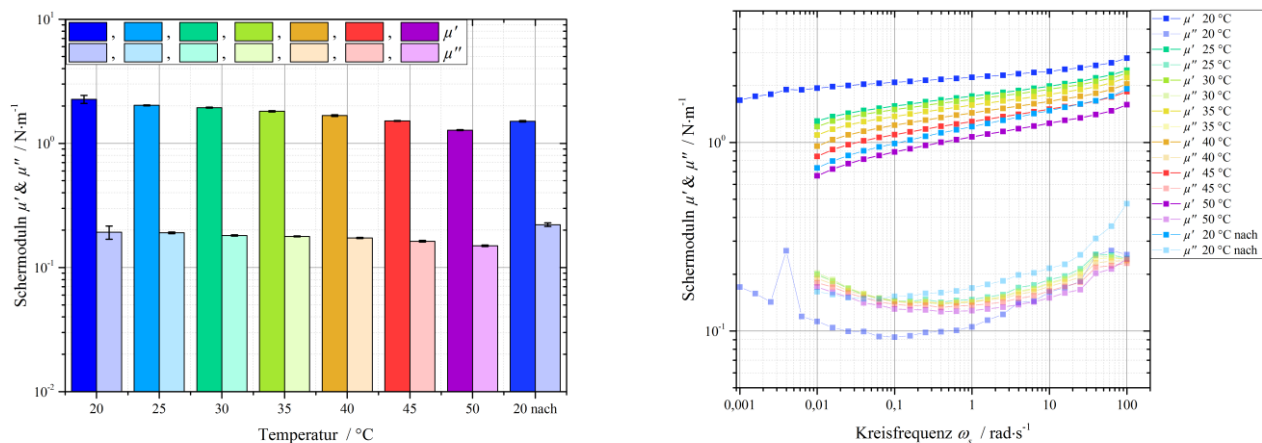 10¹
10⁰
10⁻¹
10⁻²
Schermoduln μ′ & μ″ / N·m⁻¹
, , , , , , μ′
, , , , , , μ″
20 25 30 35 40 45 50 20 nach
Temperatur / °C
10⁰
10⁻¹
Schermoduln μ′ & μ″ / N·m⁻¹
0,001 0,01 0,1 1 10 100
Kreisfrequenz ωₛ / rad·s⁻¹
μ′ 20 °C
μ″ 20 °C
μ′ 25 °C
μ″ 25 °C
μ′ 30 °C
μ″ 30 °C
μ′ 35 °C
μ″ 35 °C
μ′ 40 °C
μ″ 40 °C
μ′ 45 °C
μ″ 45 °C
μ′ 50 °C
μ″ 50 °C
μ′ 20 °C nach
μ″ 20 °C nach